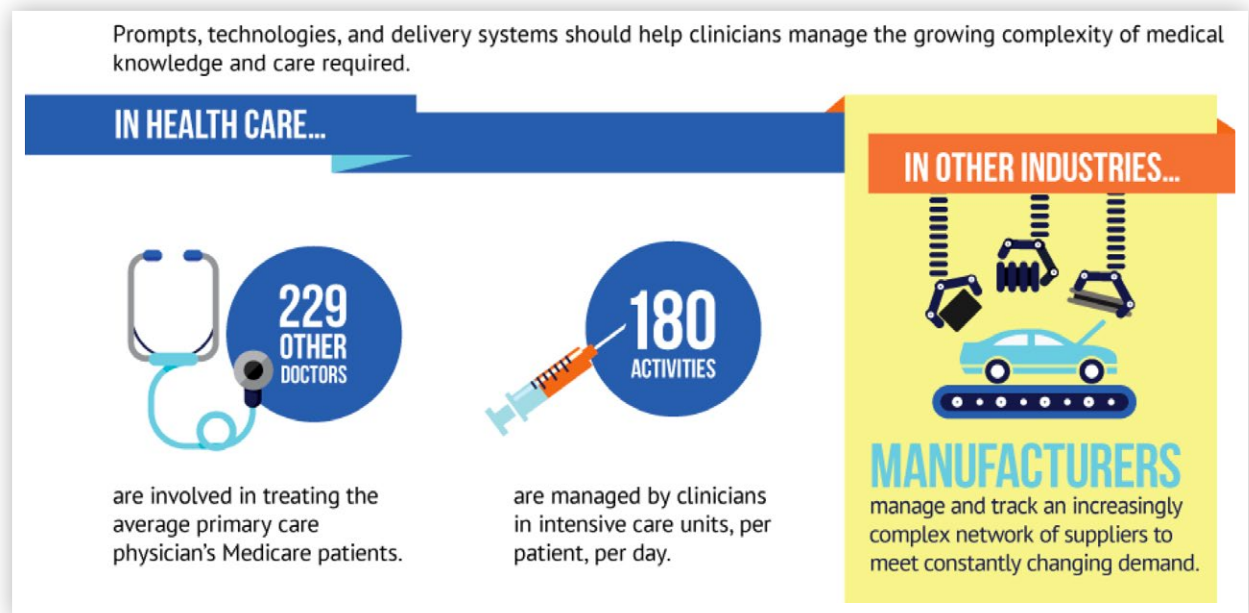 Prompts, technologies, and delivery systems should help clinicians manage the growing complexity of medical
knowledge and care required.
IN HEALTH CARE...
229
OTHER
DOCTORS
are involved in treating the
average primary care
physician’s Medicare patients.
180
ACTIVITIES
are managed by clinicians
in intensive care units, per
patient, per day.
IN OTHER INDUSTRIES...
MANUFACTURERS
manage and track an increasingly
complex network of suppliers to
meet constantly changing demand.